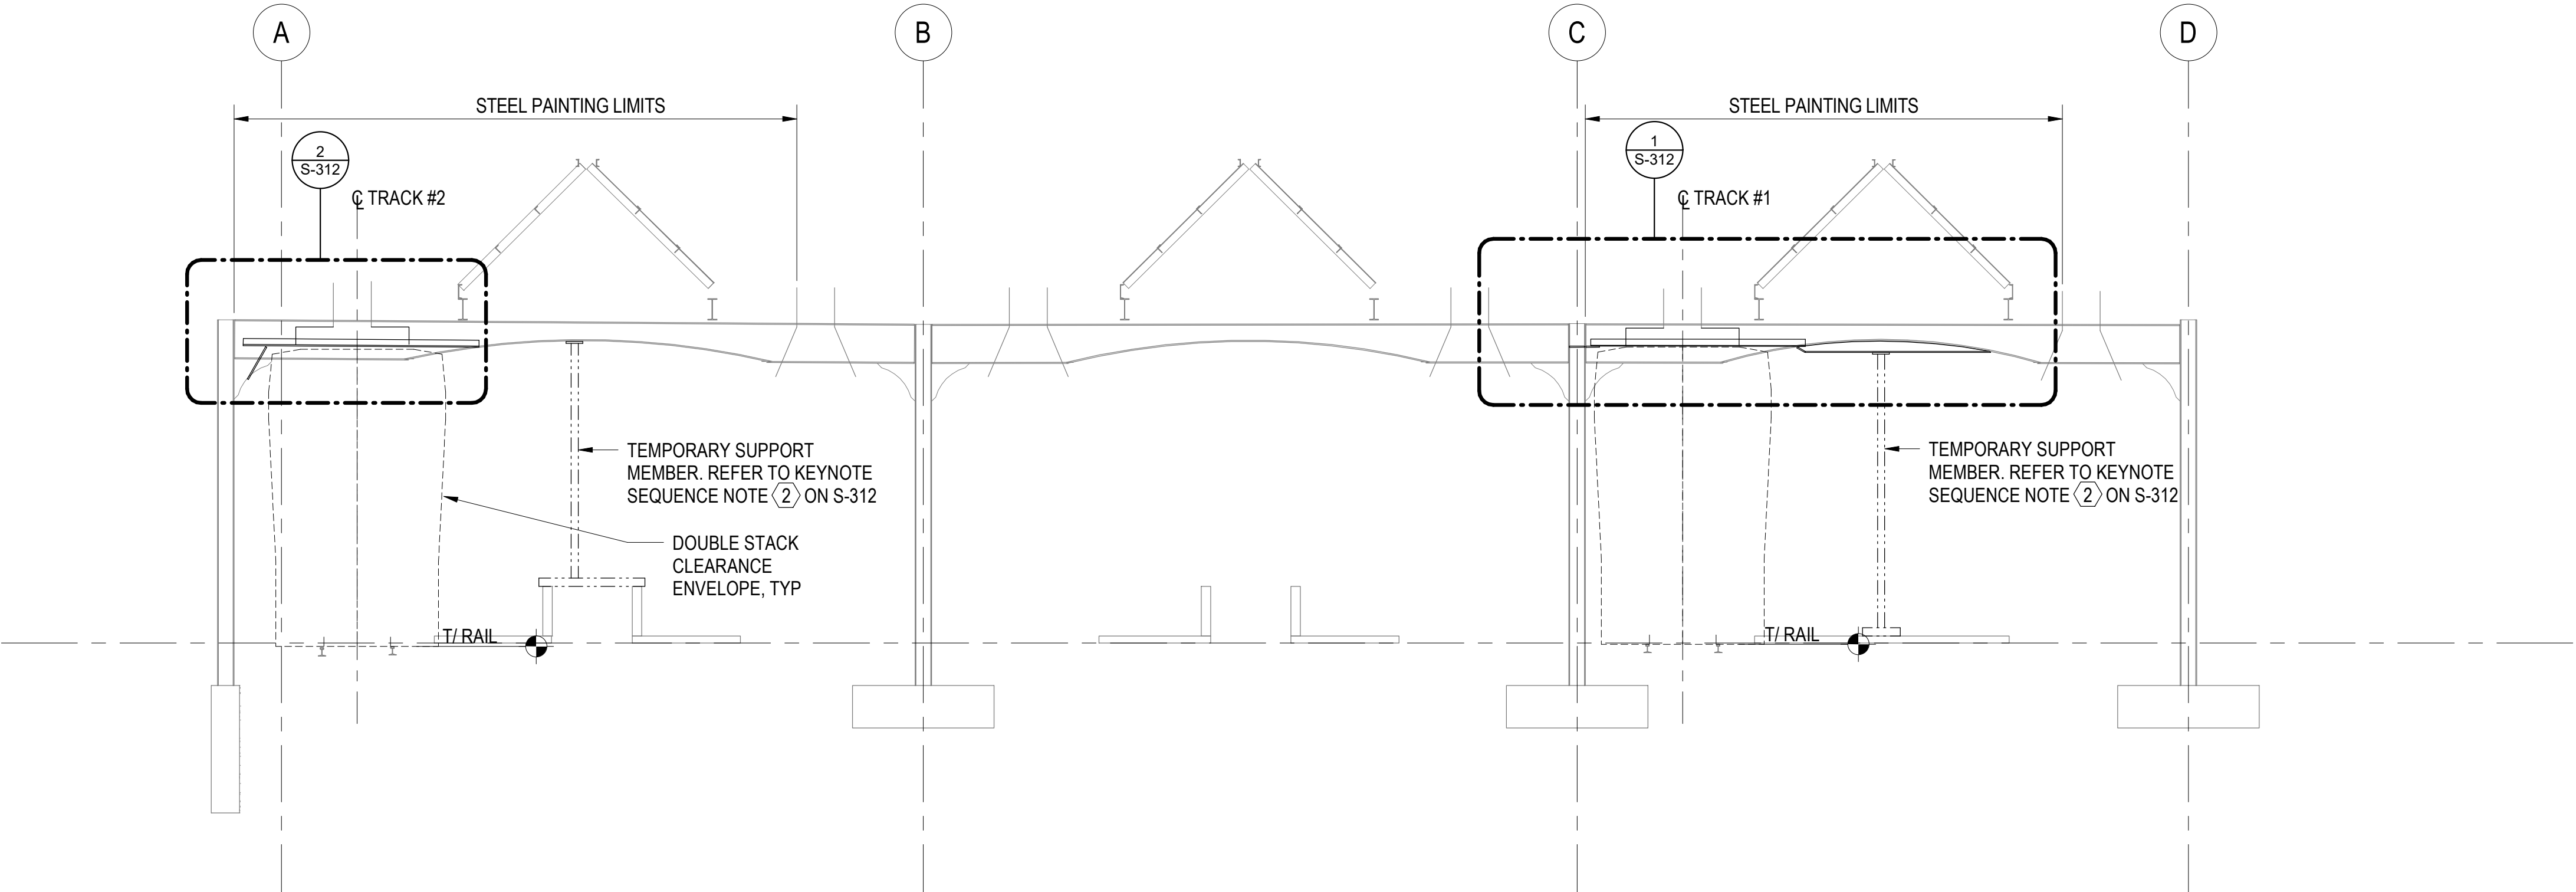 A
B
C
D
STEEL PAINTING LIMITS
STEEL PAINTING LIMITS
2
S-312
1
S-312
℄ TRACK #2
℄ TRACK #1
TEMPORARY SUPPORT
MEMBER. REFER TO KEYNOTE
SEQUENCE NOTE 2 ON S-312
TEMPORARY SUPPORT
MEMBER. REFER TO KEYNOTE
SEQUENCE NOTE 2 ON S-312
DOUBLE STACK
CLEARANCE
ENVELOPE, TYP
T/ RAIL
T/ RAIL